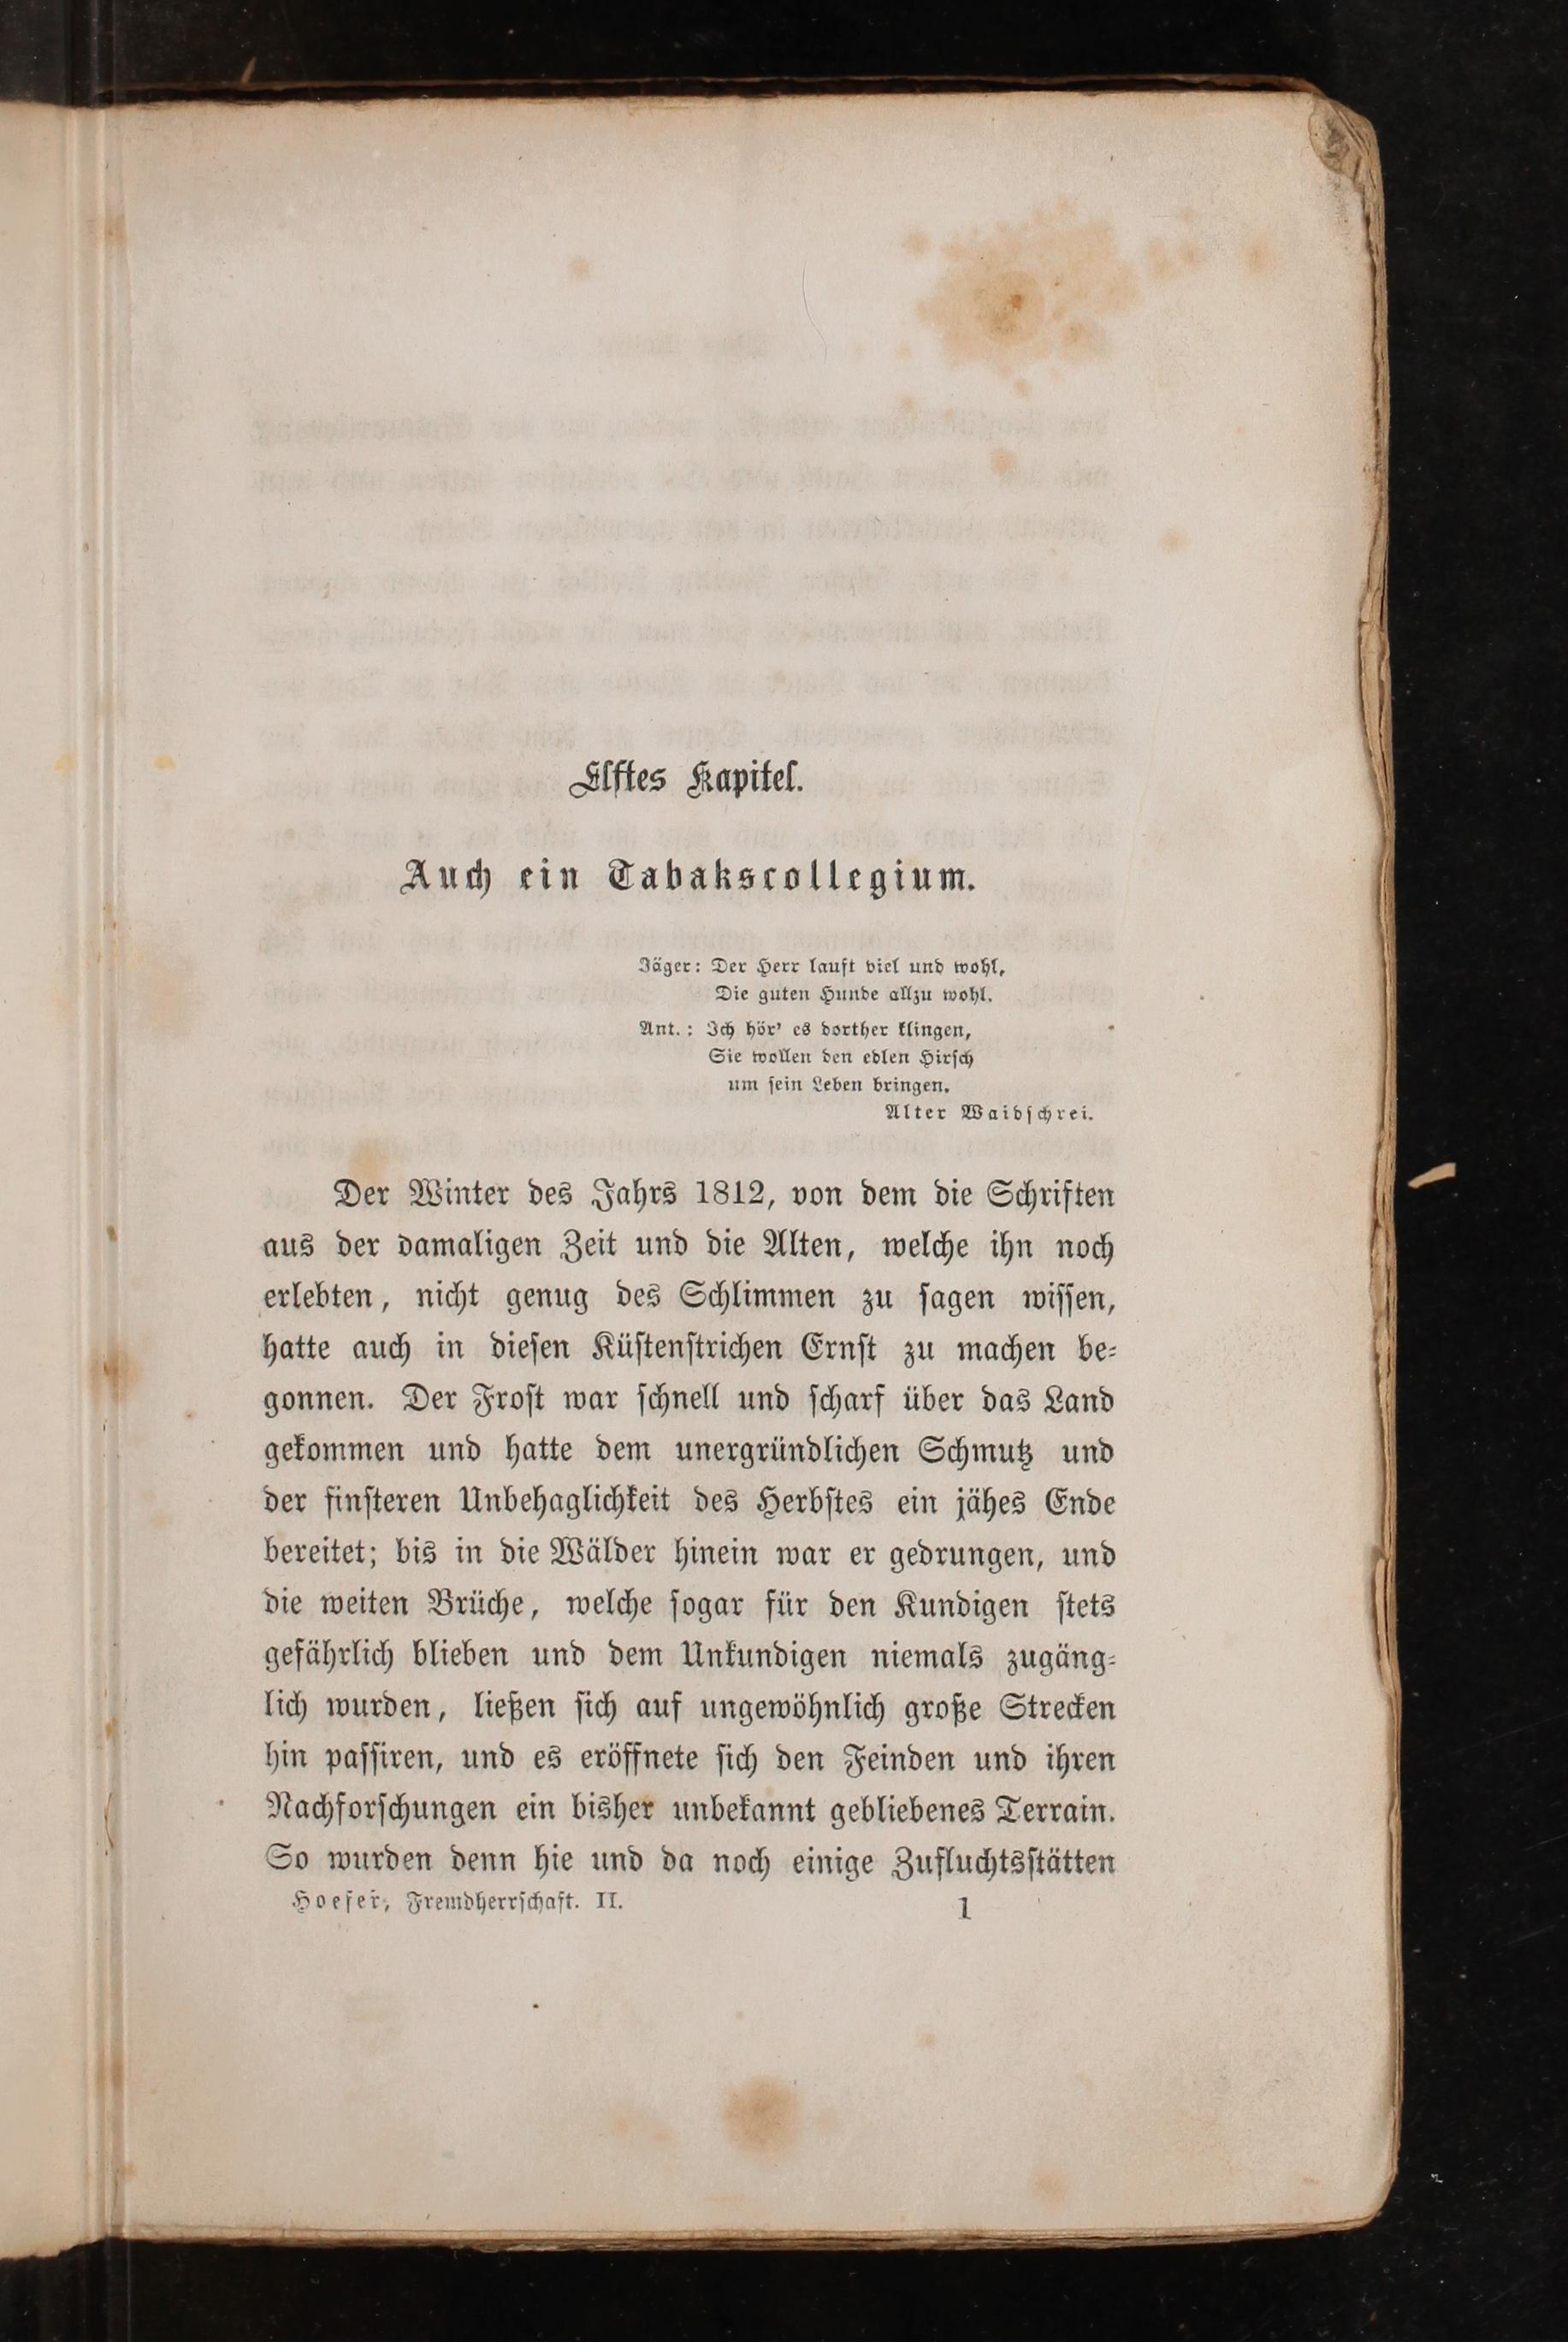 Elftes Kapitel.
Auch ein Tabakscollegium.
Jäger: Der Herr lauft viel und wohl,
Die guten Hunde allzu wohl.
Ant.: Ich hör' es dorther klingen,
Sie wollen den edlen Hirſch
um ſein Leben bringen.
Alter Waidſchrei.
Der Winter des Jahrs 1812, von dem die Schriften
aus der damaligen Zeit und die Alten, welche ihn noch
erlebten, nicht genug des Schlimmen zu ſagen wiſſen,
hatte auch in dieſen Küſtenſtrichen Ernſt zu machen be-
gonnen. Der Froſt war ſchnell und ſcharf über das Land
gekommen und hatte dem unergründlichen Schmutz und
der finſteren Unbehaglichkeit des Herbſtes ein jähes Ende
bereitet; bis in die Wälder hinein war er gedrungen, und
die weiten Brüche, welche ſogar für den Kundigen ſtets
gefährlich blieben und dem Unkundigen niemals zugäng-
lich wurden, ließen ſich auf ungewöhnlich große Strecken
hin paſſiren, und es eröffnete ſich den Feinden und ihren
Nachforſchungen ein bisher unbekannt gebliebenes Terrain.
So wurden denn hie und da noch einige Zufluchtsſtätten
Hoefer, Fremdherrſchaft. II. 1